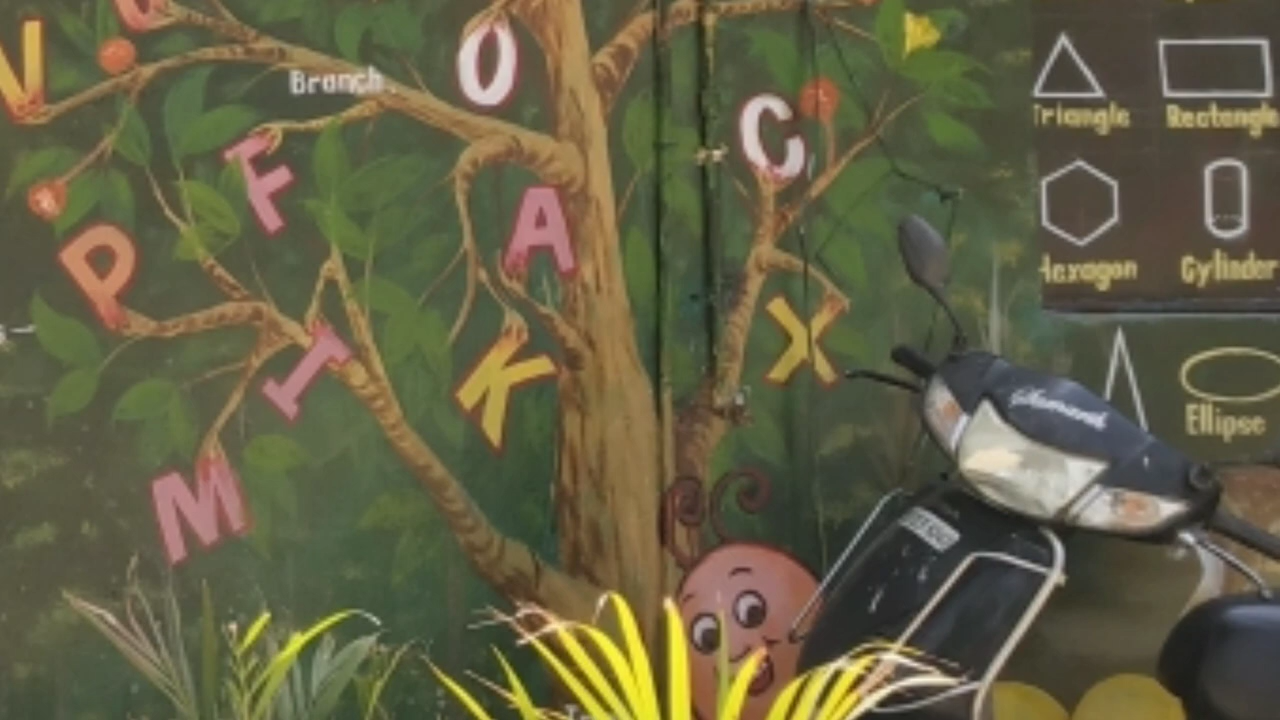 N
O
Branch
C
F
A
P
X
I
K
M
Triangle
Rectangle
Hexagon
Cylinder
Ellipse